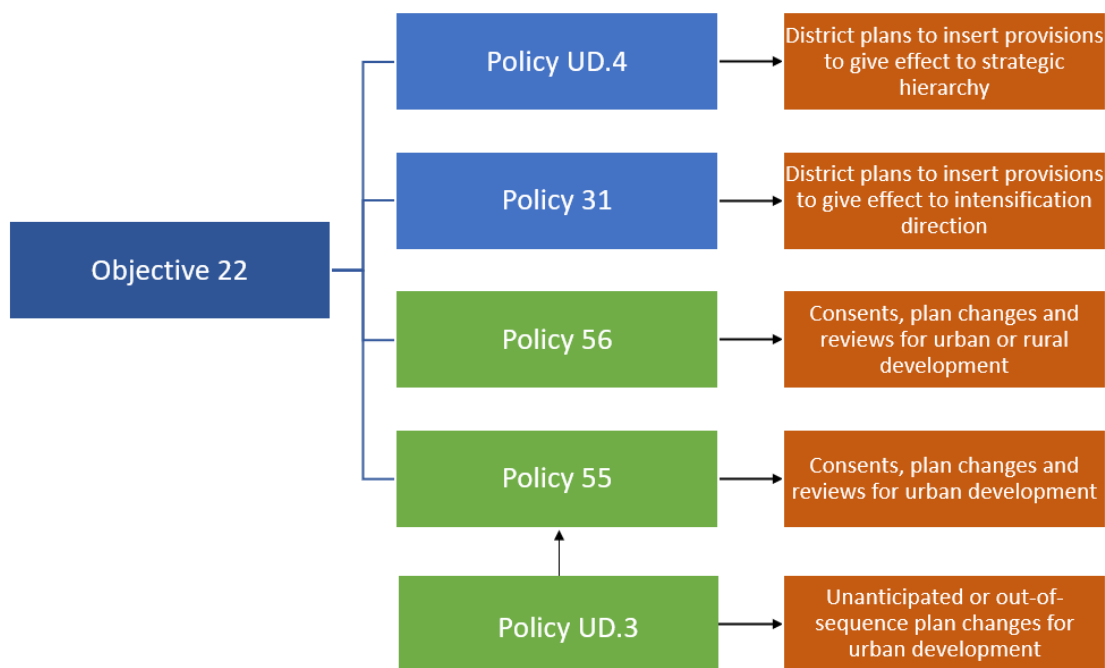 Objective 22
Policy UD.4
District plans to insert provisions
to give effect to strategic
hierarchy
Policy 31
District plans to insert provisions
to give effect to intensification
direction
Policy 56
Consents, plan changes and
reviews for urban or rural
development
Policy 55
Consents, plan changes and
reviews for urban development
Policy UD.3
Unanticipated or out-of-
sequence plan changes for
urban development